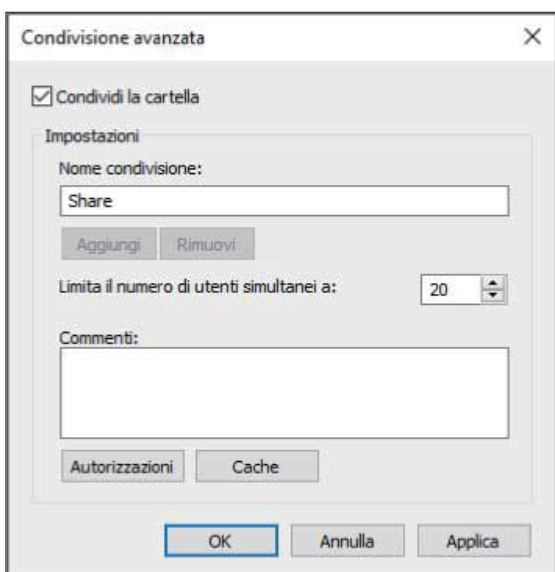 Condivisione avanzata
Condividi la cartella
Impostazioni
Nome condivisione:
Share
Aggiungi Rimuovi
Limita il numero di utenti simultanei a: 20
Commenti:
Autorizzazioni Cache
OK Annulla Applica